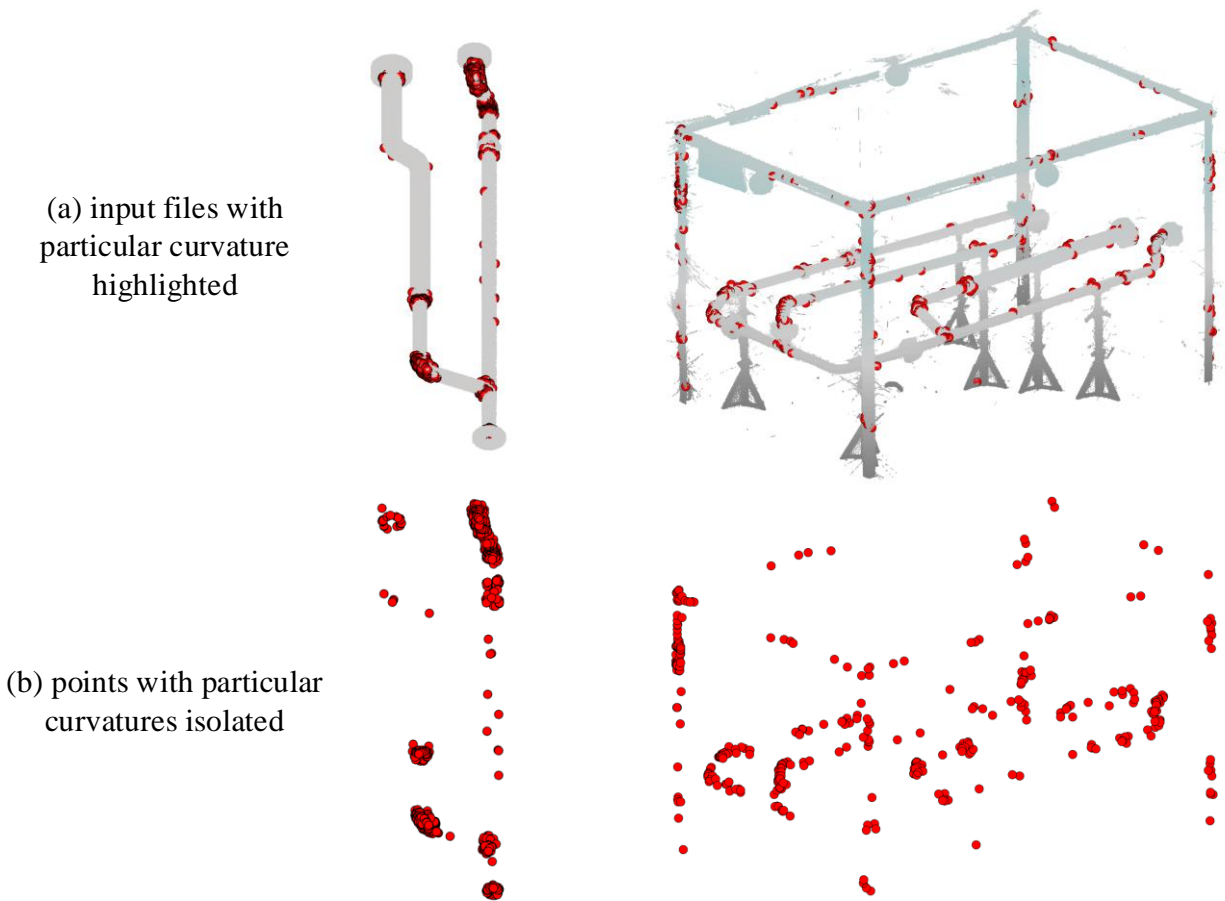 (a) input files with
particular curvature
highlighted
(b) points with particular
curvatures isolated